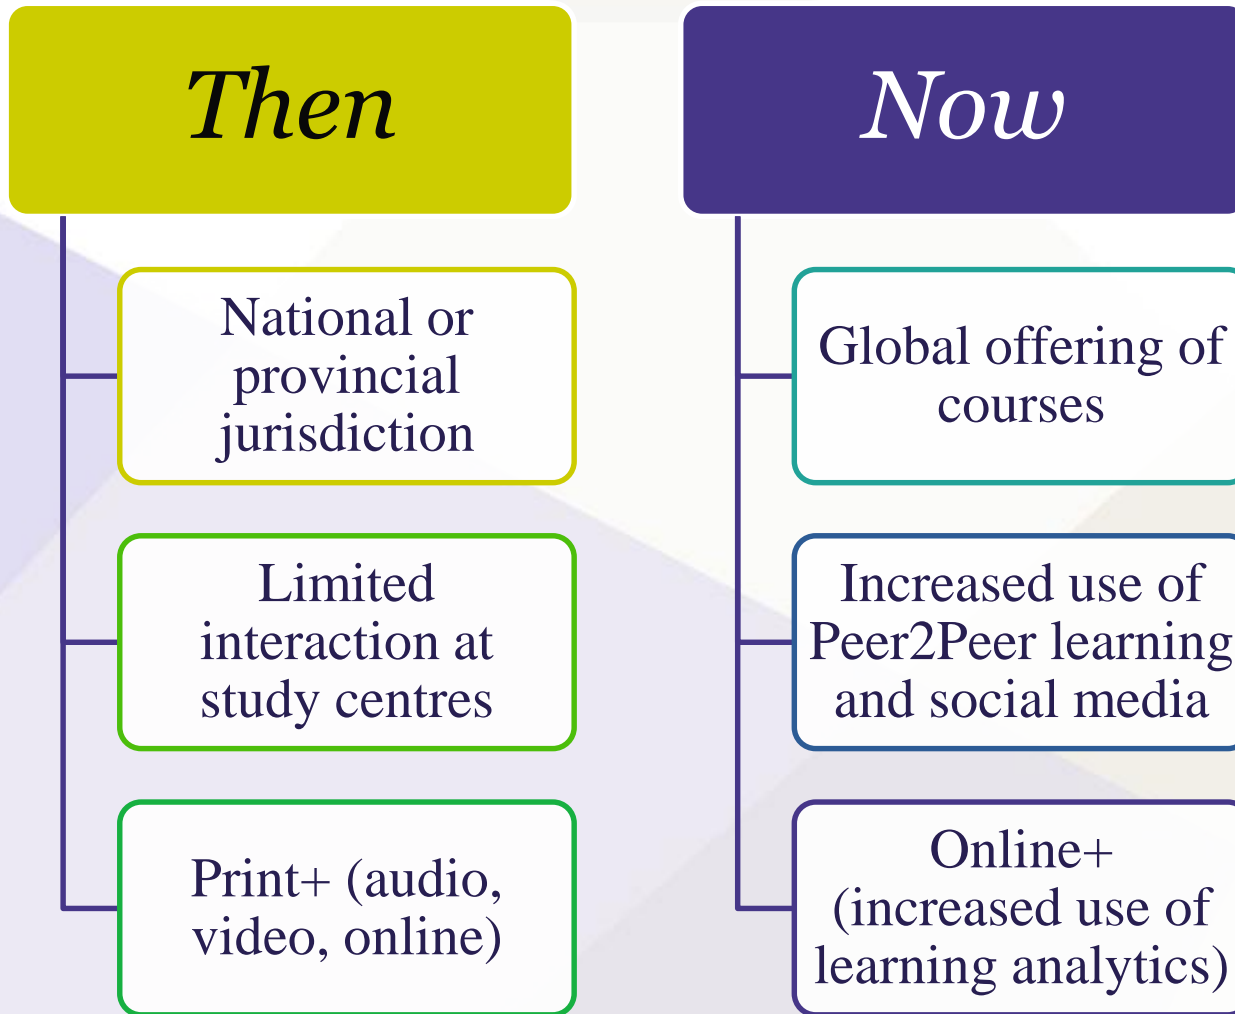 Then
National or
provincial
jurisdiction
Limited
interaction at
study centres
Print+ (audio,
video, online)
Now
Global offering of
courses
Increased use of
Peer2Peer learning
and social media
Online+
(increased use of
learning analytics)